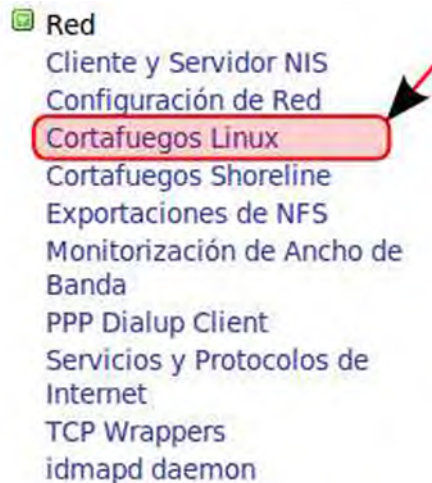 Red
Cliente y Servidor NIS
Configuración de Red
Cortafuegos Linux
Cortafuegos Shoreline
Exportaciones de NFS
Monitorización de Ancho de
Banda
PPP Dialup Client
Servicios y Protocolos de
Internet
TCP Wrappers
idmapd daemon